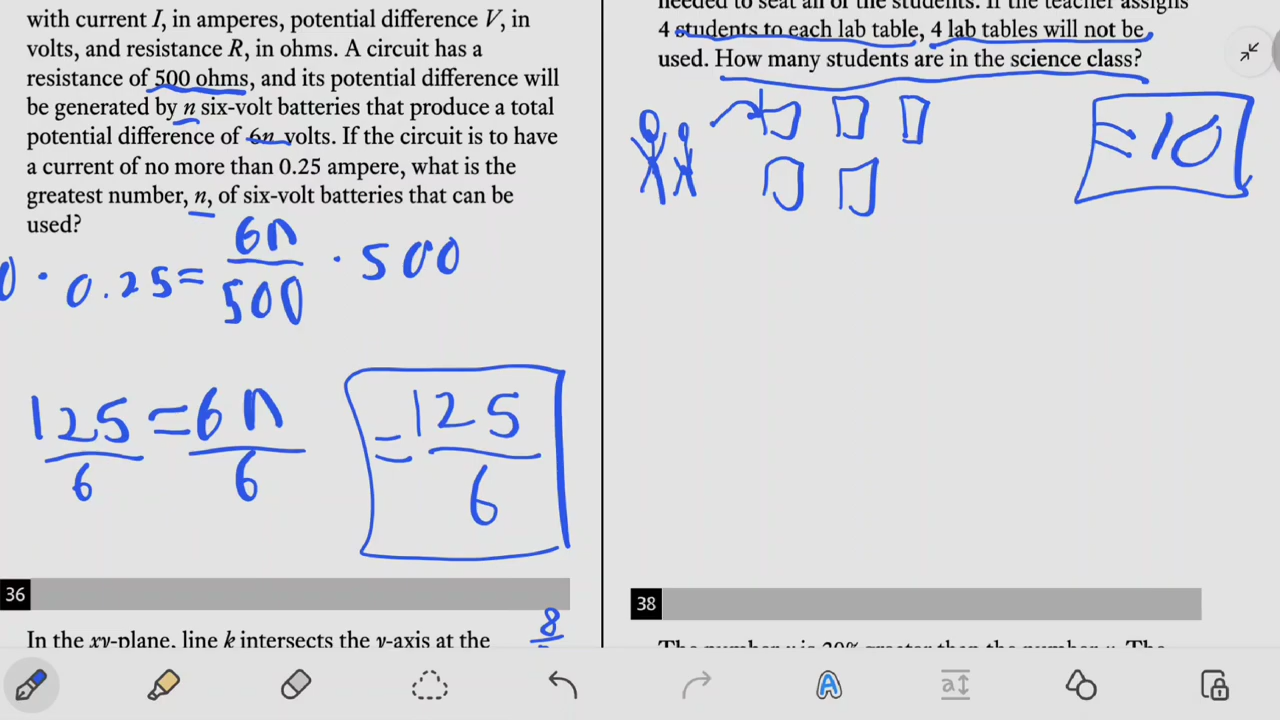 with current I, in amperes, potential difference V, in
volts, and resistance R, in ohms. A circuit has a
resistance of 500 ohms, and its potential difference will
be generated by n six-volt batteries that produce a total
potential difference of 6n volts. If the circuit is to have
a current of no more than 0.25 ampere, what is the
greatest number, n, of six-volt batteries that can be
used?
0 · 0.25 = 6n/500 · 500
125/6 = 6n/6
= 125/6
36
In the xy-plane, line k intersects the y-axis at the
8
needed to seat all of the students. If the teacher assigns
4 students to each lab table, 4 lab tables will not be
used. How many students are in the science class?
= 10
38
A
a